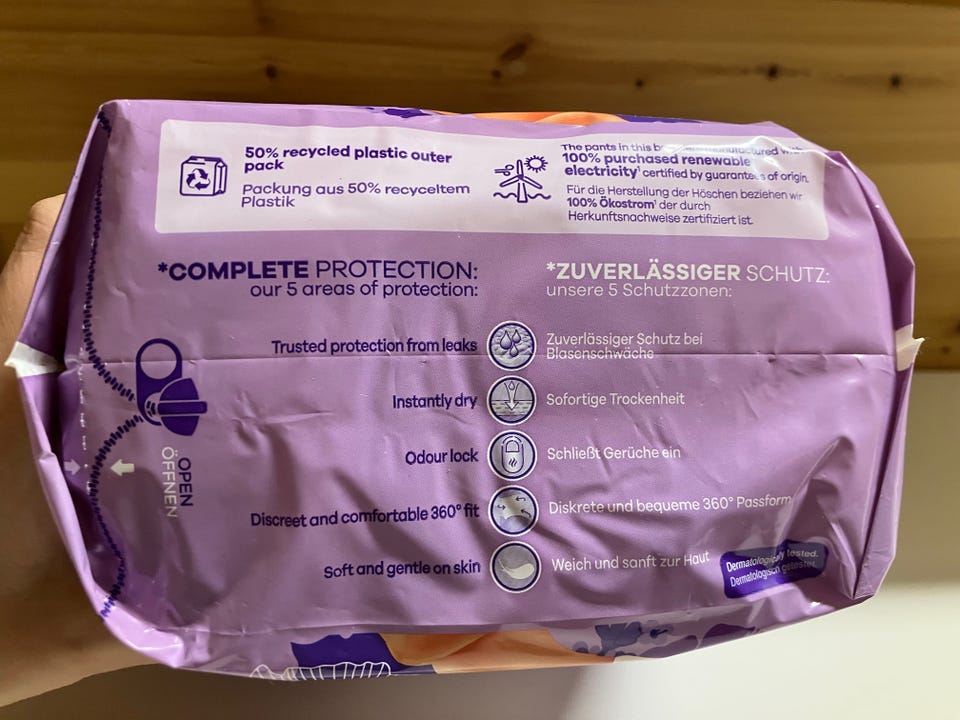 50% recycled plastic outer
pack
Packung aus 50% recyceltem
Plastik
The pants in this manufactured with
100% purchased renewable
electricity¹ certified by guarantees of origin.
Für die Herstellung der Höschen beziehen wir
100% Ökostrom¹ der durch
Herkunftsnachweise zertifiziert ist.
*COMPLETE PROTECTION:
our 5 areas of protection:
*ZUVERLÄSSIGER SCHUTZ:
unsere 5 Schutzzonen:
Trusted protection from leaks
Zuverlässiger Schutz bei
Blasenschwäche
Instantly dry
Sofortige Trockenheit
Odour lock
Schließt Gerüche ein
Discreet and comfortable 360° fit
Diskrete und bequeme 360° Passform
Soft and gentle on skin
Weich und sanft zur Haut
OPEN
ÖFFNEN
Dermatologically tested.
Dermatologisch getestet.